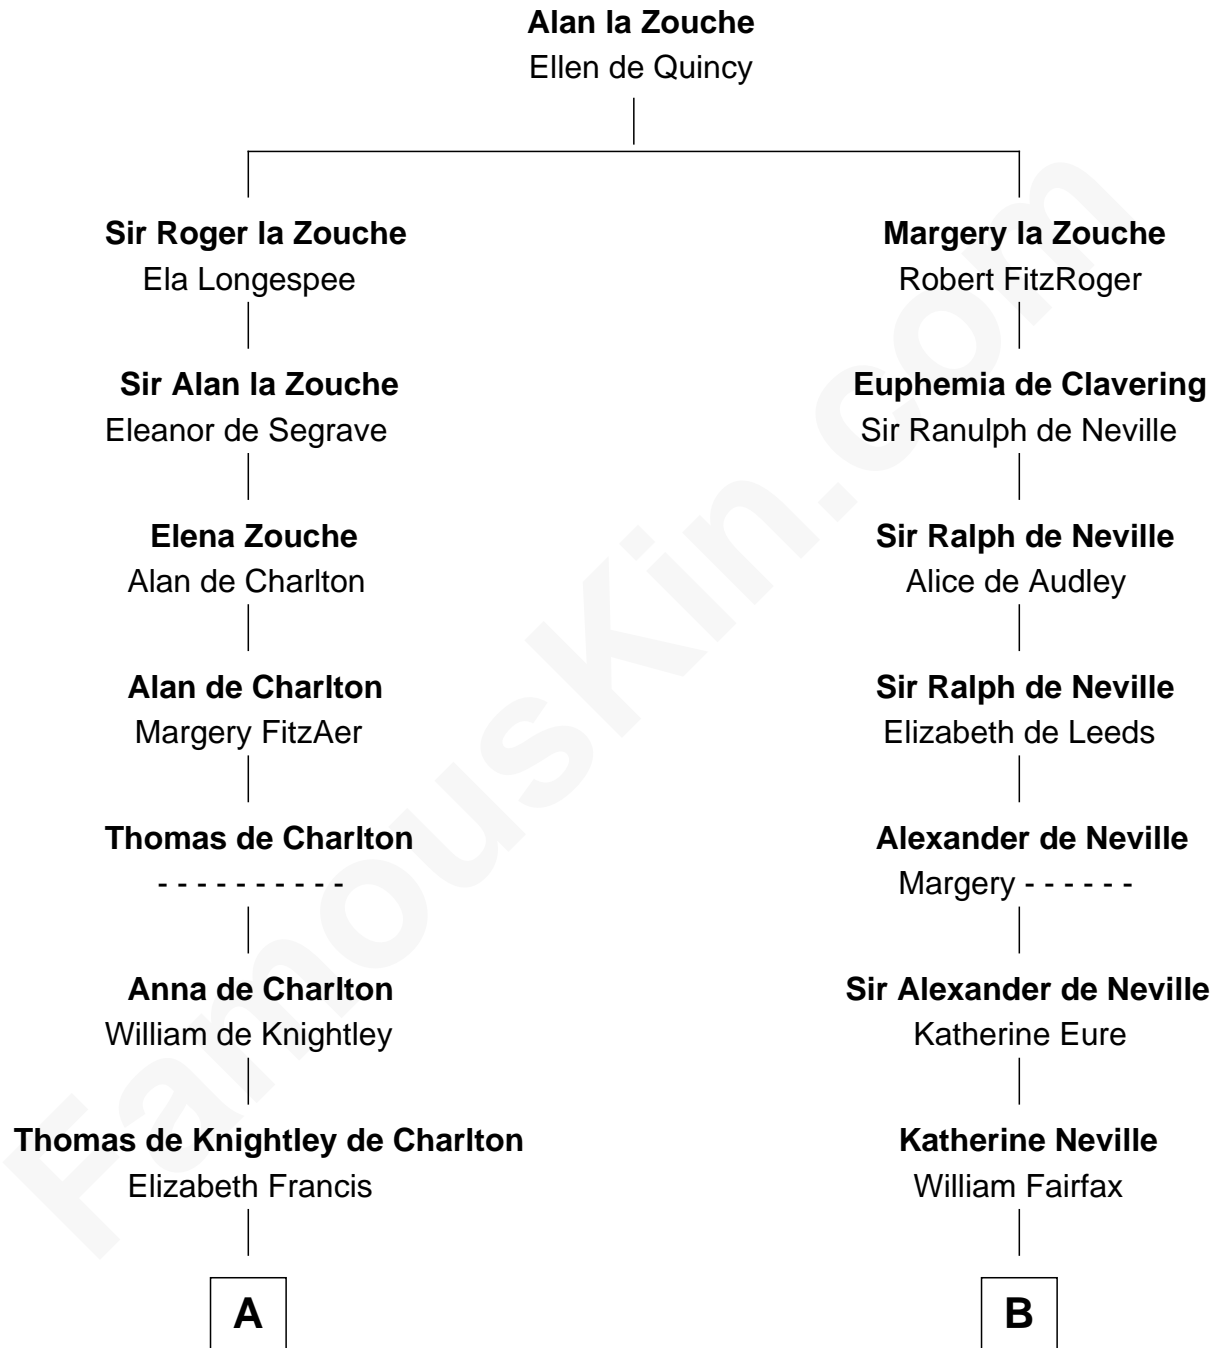 Alan la Zouche
Ellen de Quincy
Sir Roger la Zouche
Ela Longespee
Margery la Zouche
Robert FitzRoger
Sir Alan la Zouche
Eleanor de Segrave
Euphemia de Clavering
Sir Ranulph de Neville
Elena Zouche
Alan de Charlton
Sir Ralph de Neville
Alice de Audley
Alan de Charlton
Margery FitzAer
Sir Ralph de Neville
Elizabeth de Leeds
Thomas de Charlton
- - - - - - - - - -
Alexander de Neville
Margery - - - - - -
Anna de Charlton
William de Knightley
Sir Alexander de Neville
Katherine Eure
Thomas de Knightley de Charlton
Elizabeth Francis
Katherine Neville
William Fairfax
A
B
FamousKin.com